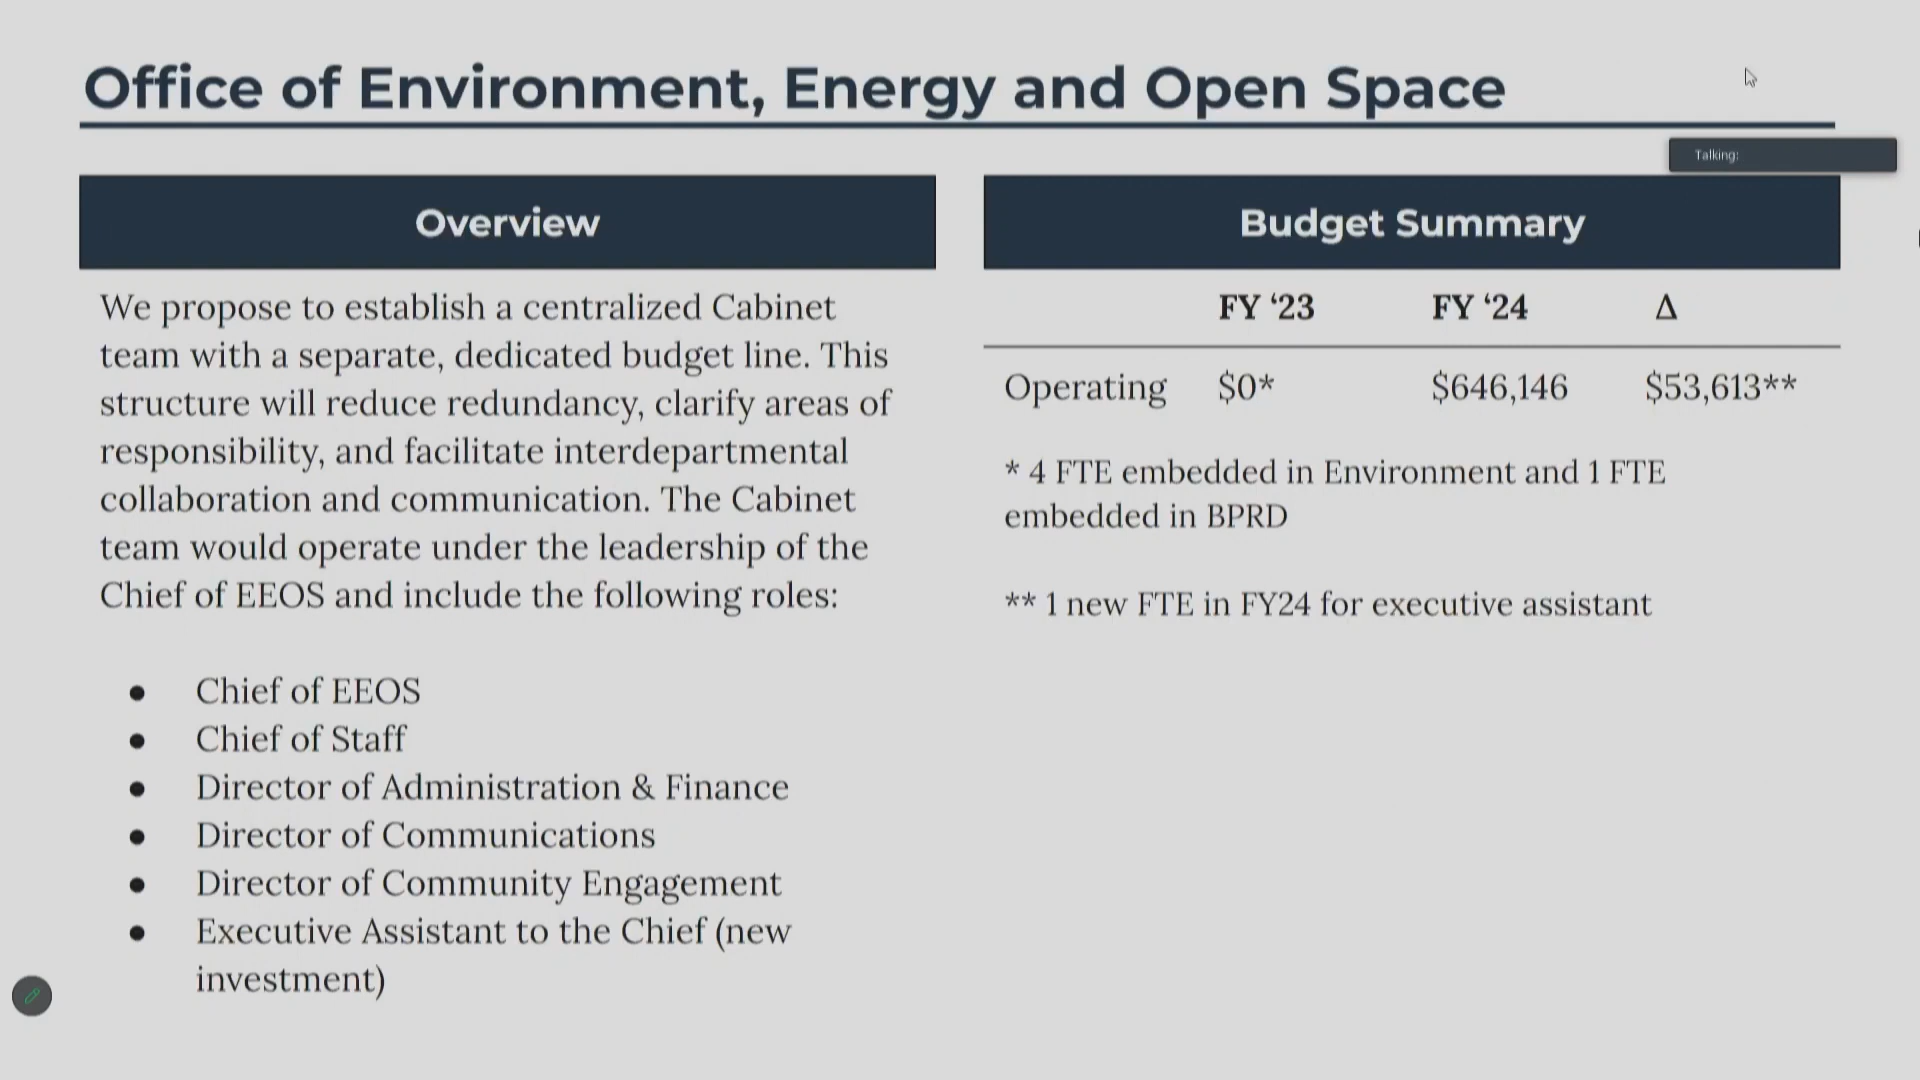 Office of Environment, Energy and Open Space
Talking:
Overview
We propose to establish a centralized Cabinet
team with a separate, dedicated budget line. This
structure will reduce redundancy, clarify areas of
responsibility, and facilitate interdepartmental
collaboration and communication. The Cabinet
team would operate under the leadership of the
Chief of EEOS and include the following roles:
● Chief of EEOS
● Chief of Staff
● Director of Administration & Finance
● Director of Communications
● Director of Community Engagement
● Executive Assistant to the Chief (new
investment)
Budget Summary
FY ‘23 FY ‘24 Δ
Operating $0* $646,146 $53,613**
* 4 FTE embedded in Environment and 1 FTE
embedded in BPRD
** 1 new FTE in FY24 for executive assistant